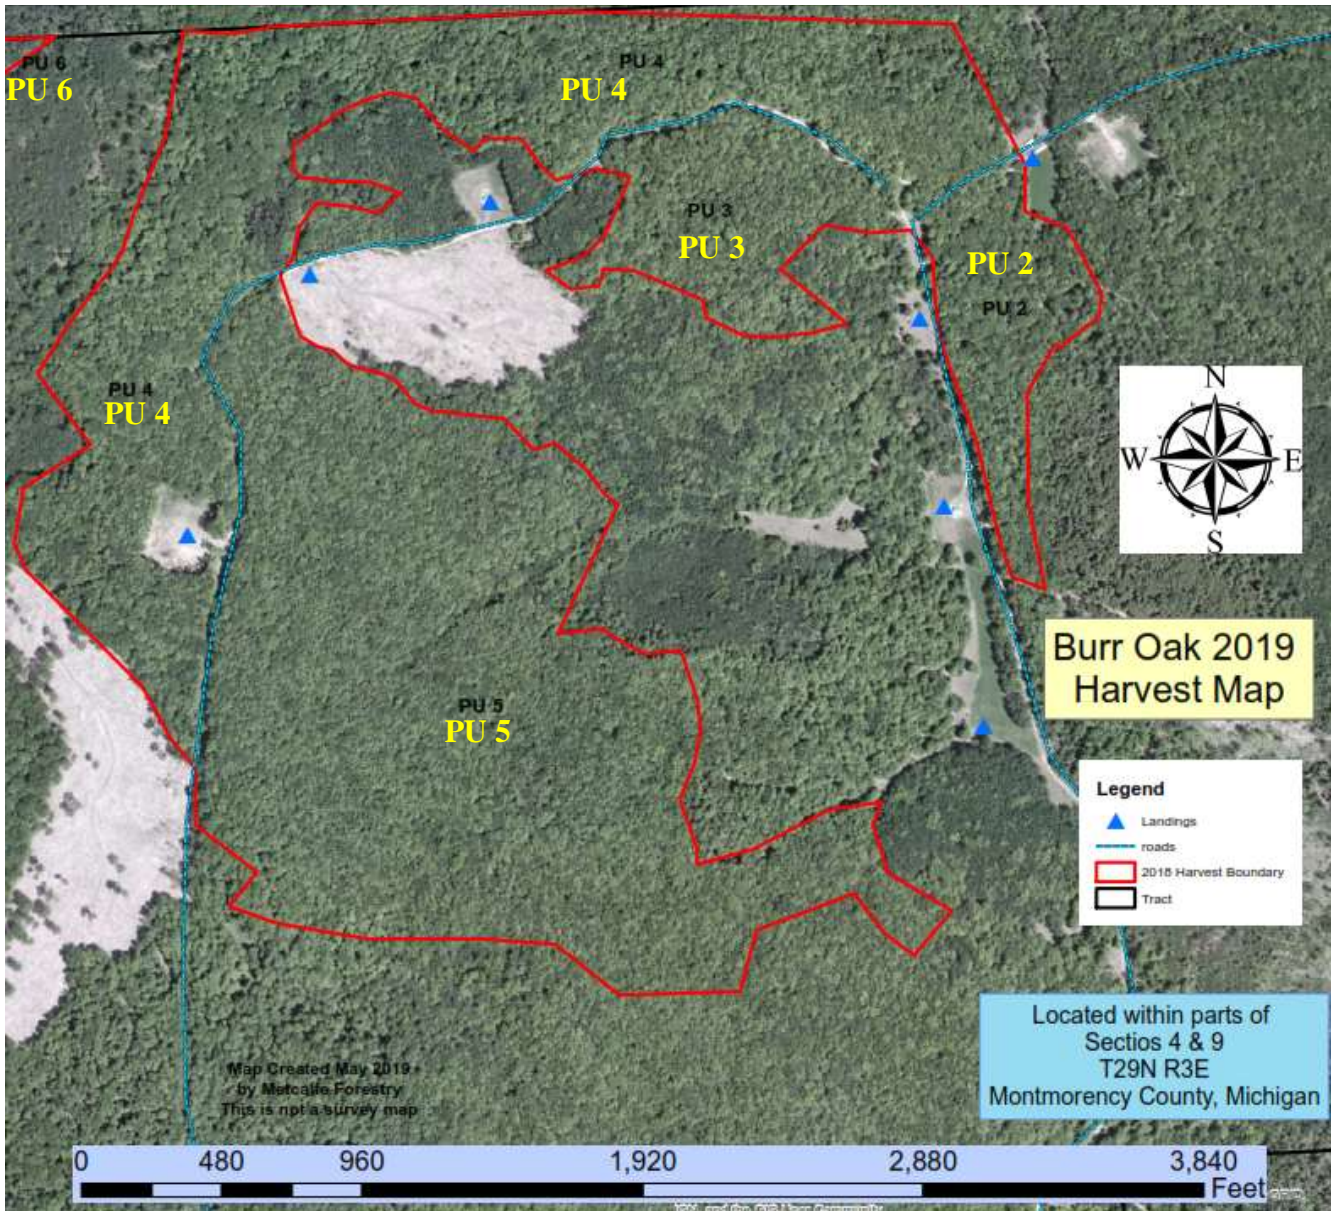 PU 6
PU 6
PU 4
PU 4
PU 3
PU 3
PU 2
PU 2
PU 4
PU 4
N
W E
S
Burr Oak 2019
Harvest Map
PU 5
PU 5
Legend
Landings
roads
2018 Harvest Boundary
Tract
Located within parts of
Sectios 4 & 9
T29N R3E
Montmorency County, Michigan
Map Created May 2019
by Metcalfe Forestry
This is not a survey map
0 480 960 1,920 2,880 3,840
Feet